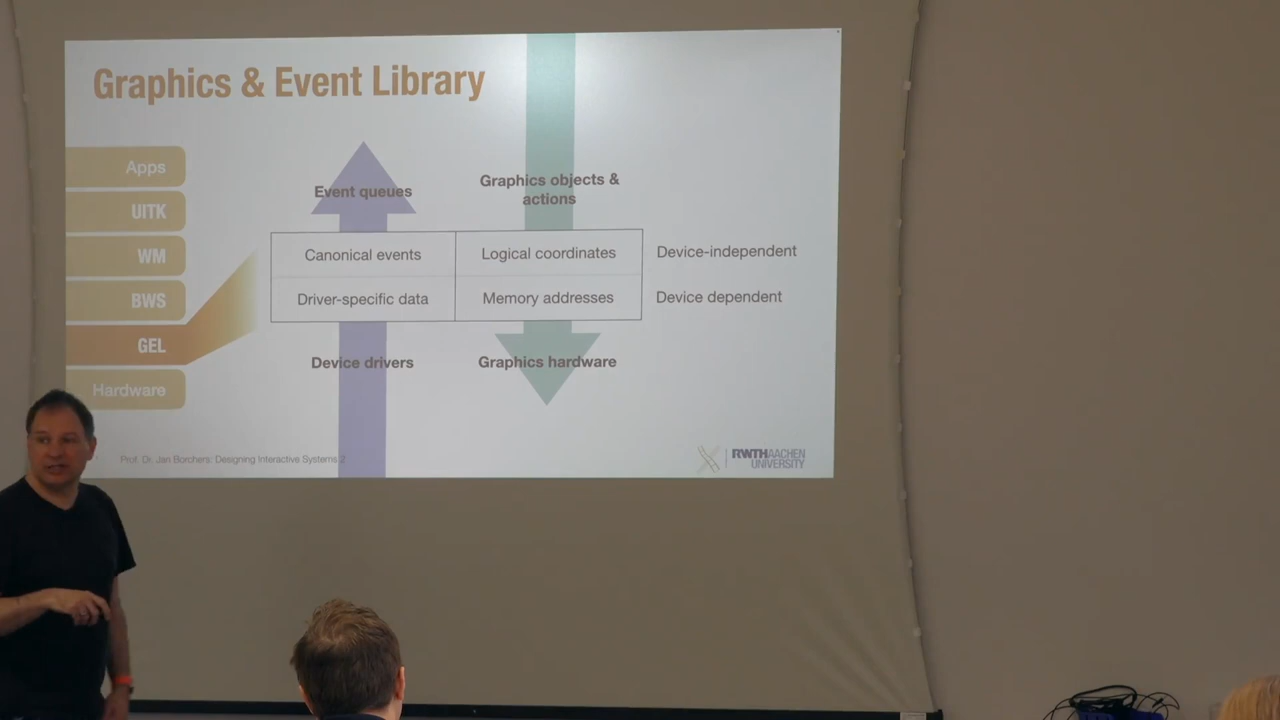 Graphics & Event Library
Apps
UITK
WM
BWS
GEL
Hardware
Event queues
Graphics objects &
actions
Canonical events
Logical coordinates
Device-independent
Driver-specific data
Memory addresses
Device dependent
Device drivers
Graphics hardware
Prof. Dr. Jan Borchers: Designing Interactive Systems 2
RWTHAACHEN
UNIVERSITY